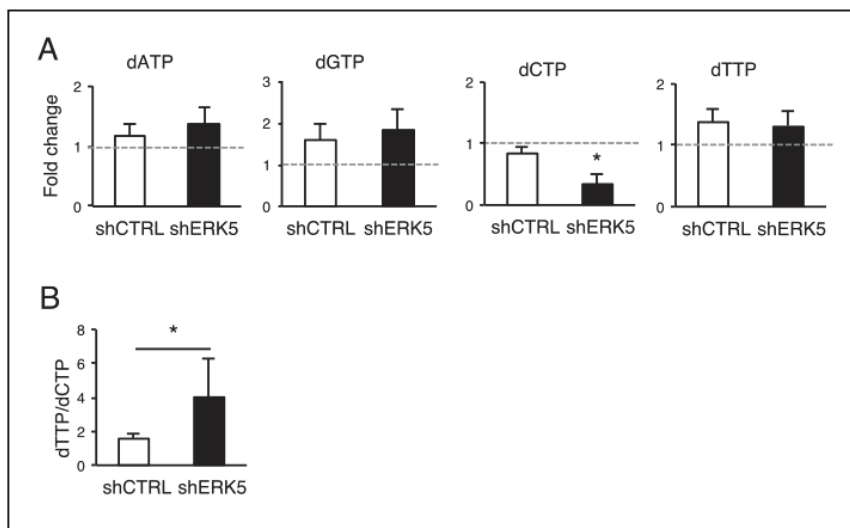 A
dATP
dGTP
dCTP
dTTP
Fold change
2
1
0
3
2
1
0
2
1
0
*
2
1
0
shCTRL shERK5
shCTRL shERK5
shCTRL shERK5
shCTRL shERK5
B
dTTP/dCTP
8
6
4
2
0
*
shCTRL shERK5